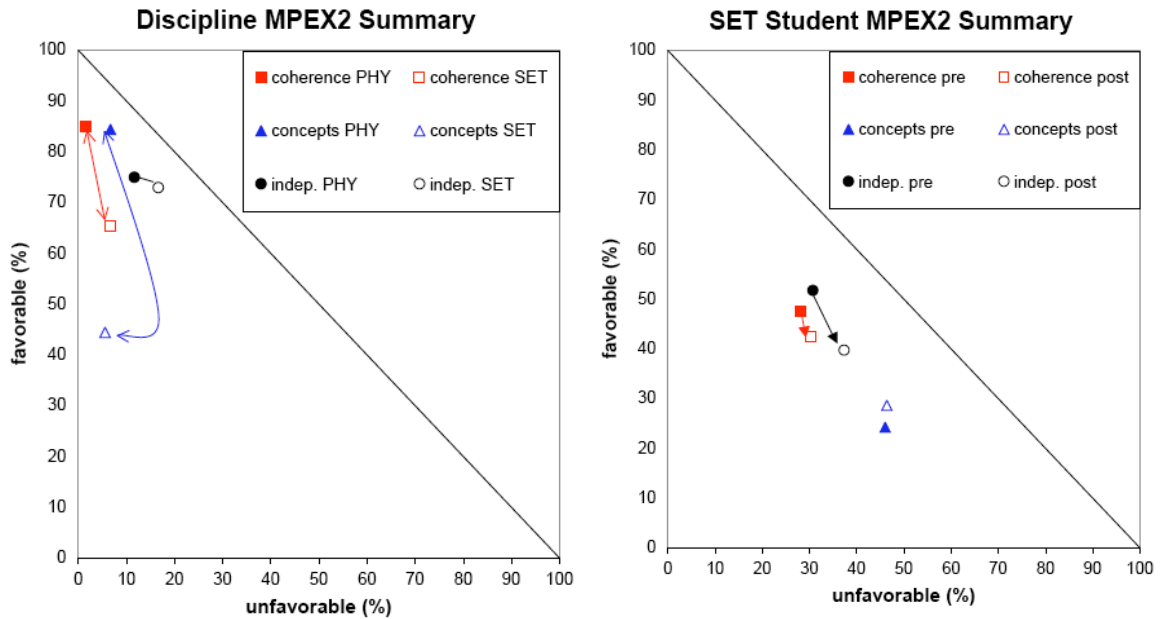 Discipline MPEX2 Summary
100
90
80
70
60
50
40
30
20
10
0
favorable (%)
coherence PHY
coherence SET
concepts PHY
concepts SET
indep. PHY
indep. SET
0 10 20 30 40 50 60 70 80 90 100
unfavorable (%)
SET Student MPEX2 Summary
100
90
80
70
60
50
40
30
20
10
0
favorable (%)
coherence pre
coherence post
concepts pre
concepts post
indep. pre
indep. post
0 10 20 30 40 50 60 70 80 90 100
unfavorable (%)